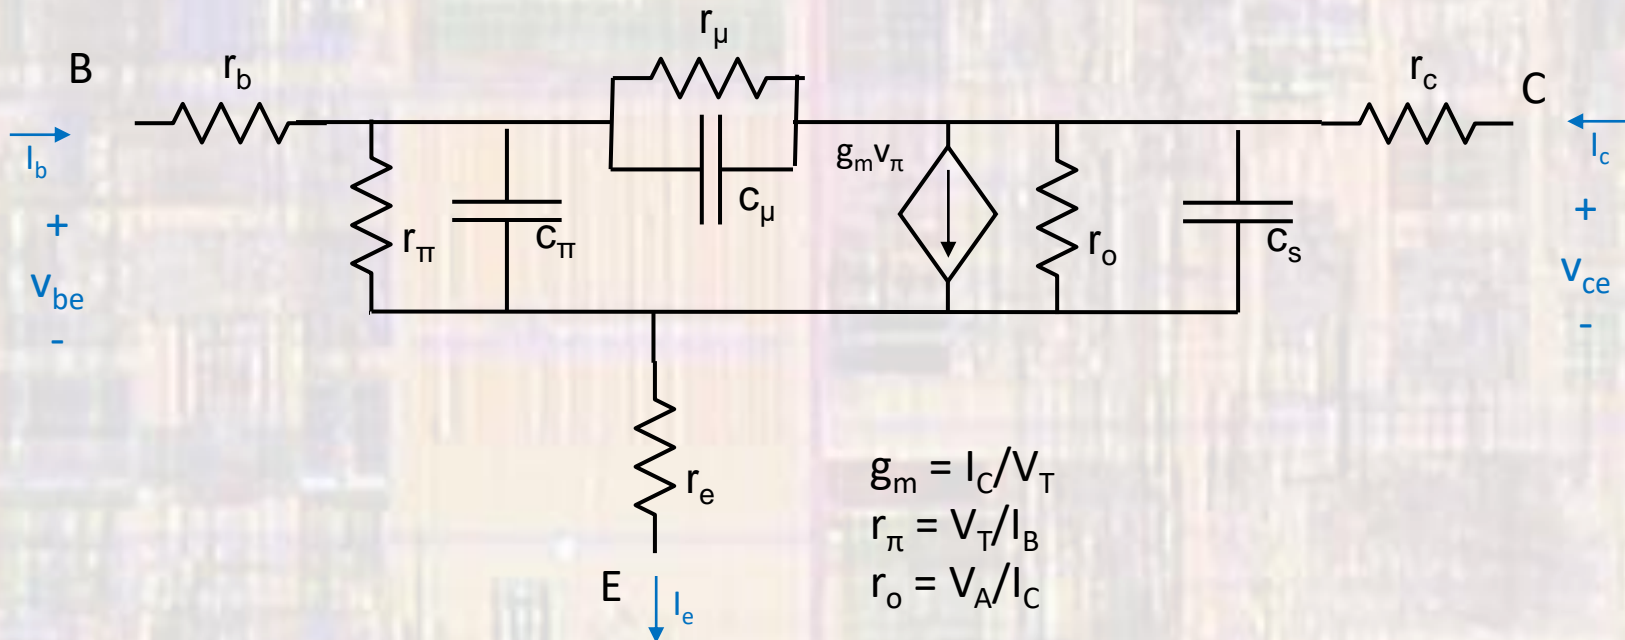 r_μ
B
r_b
r_c
C
I_b
g_m v_π
I_c
+
c_μ
+
r_π
c_π
r_o
c_s
v_be
v_ce
-
-
g_m = I_C/V_T
r_e
r_π = V_T/I_B
r_o = V_A/I_C
E
I_e